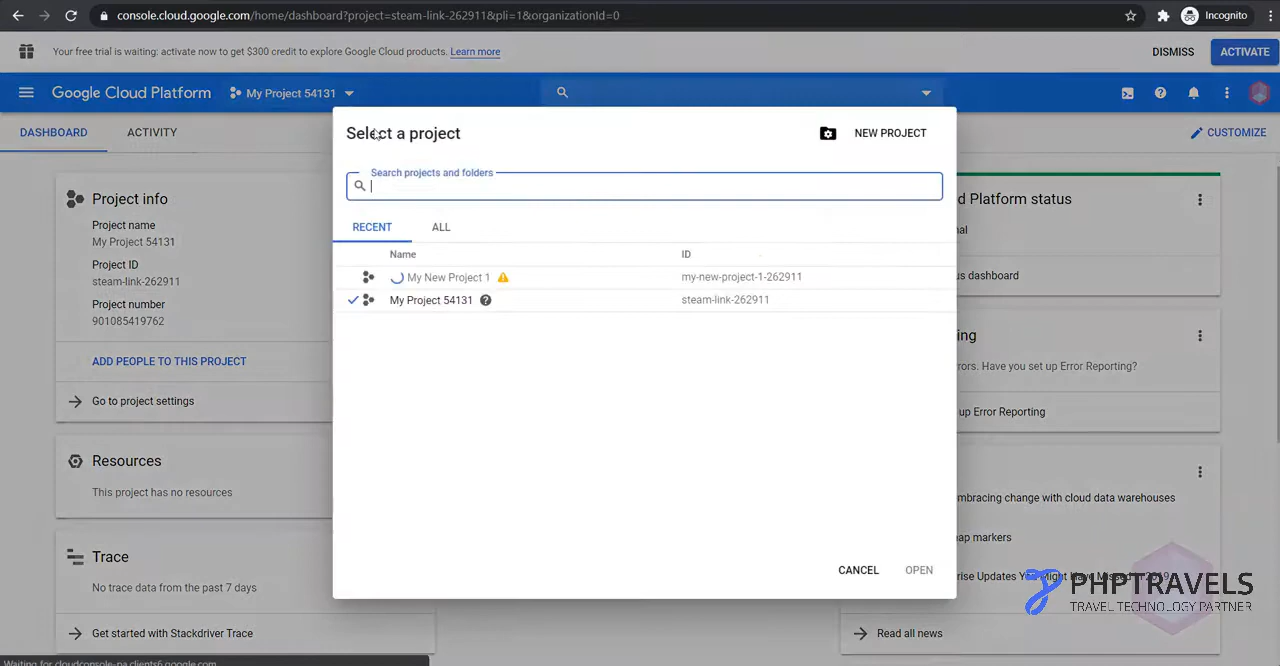 console.cloud.google.com/home/dashboard?project=steam-link-262911&pli=1&organizationId=0
Incognito
Your free trial is waiting: activate now to get $300 credit to explore Google Cloud products. Learn more
DISMISS
ACTIVATE
Google Cloud Platform
My Project 54131
DASHBOARD
ACTIVITY
CUSTOMIZE
Select a project
NEW PROJECT
Search projects and folders
RECENT
ALL
Name
ID
My New Project 1
my-new-project-1-262911
My Project 54131
steam-link-262911
CANCEL
OPEN
Project info
Project name
My Project 54131
Project ID
steam-link-262911
Project number
901085419762
ADD PEOPLE TO THIS PROJECT
Go to project settings
Resources
This project has no resources
Trace
No trace data from the past 7 days
Get started with Stackdriver Trace
d Platform status
nal
us dashboard
ing
rors. Have you set up Error Reporting?
up Error Reporting
mbracing change with cloud data warehouses
eap markers
rise Updates You Might Have Missed
Read all news
PHPTRAVELS
TRAVEL TECHNOLOGY PARTNER
Waiting for cloudconsole-pa.clients6.google.com